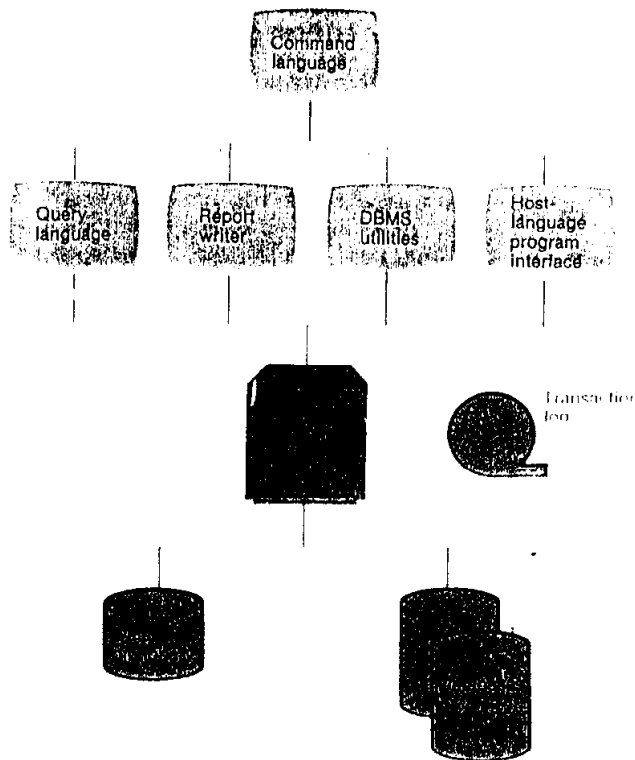 Command
language
Query
language
Report
writer
DBMS
utilities
Host-
language
program
interface
Transaction
log